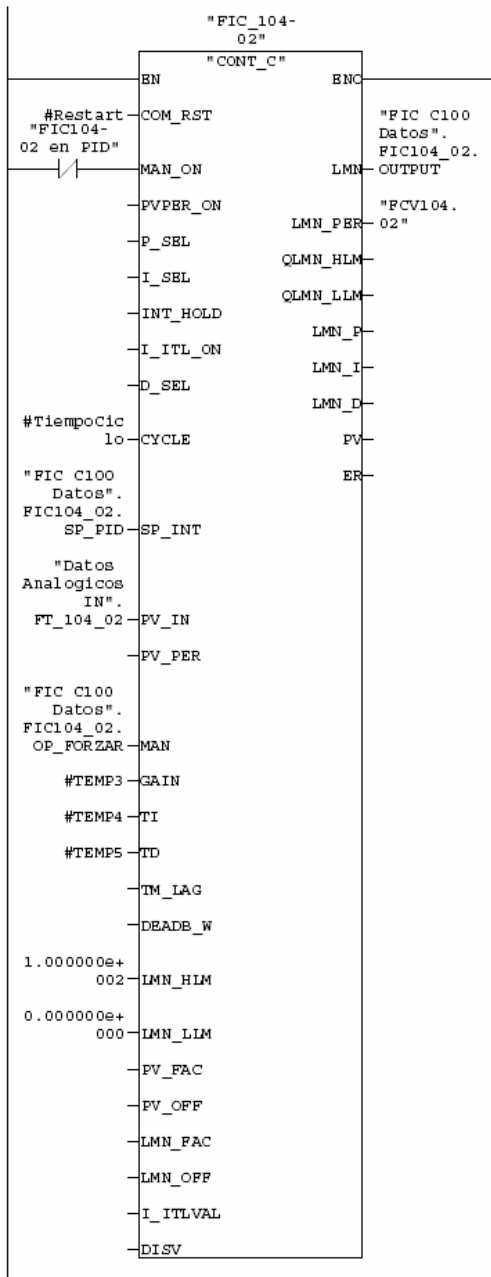 "FIC_104-
02"
"CONT_C"
EN ENO
#Restart COM_RST "FIC C100
"FIC104- Datos".
02 en PID" FIC104_02.
MAN_ON LMN OUTPUT
PVPER_ON "FCV104.
LMN_PER 02"
P_SEL
QLMN_HLM
I_SEL
QLMN_LLM
INT_HOLD
LMN_P
I_ITL_ON
LMN_I
D_SEL
LMN_D
#TiempoCic
lo CYCLE PV
"FIC C100 ER
Datos".
FIC104_02.
SP_PID SP_INT
"Datos
Analogicos
IN".
FT_104_02 PV_IN
PV_PER
"FIC C100
Datos".
FIC104_02.
OP_FORZAR MAN
#TEMP3 GAIN
#TEMP4 TI
#TEMP5 TD
TM_LAG
DEADB_W
1.000000e+
002 LMN_HLM
0.000000e+
000 LMN_LLM
PV_FAC
PV_OFF
LMN_FAC
LMN_OFF
I_ITLVAL
DISV